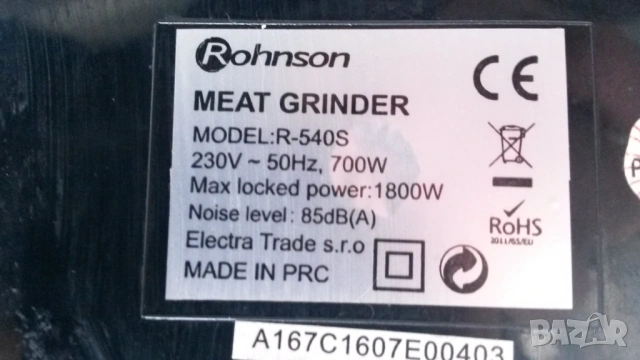 Rohnson
CE
MEAT GRINDER
MODEL:R-540S
230V ~ 50Hz, 700W
Max locked power:1800W
Noise level: 85dB(A)
RoHS
2011/65/EU
Electra Trade s.r.o
MADE IN PRC
A167C1607E00403
BAZAR